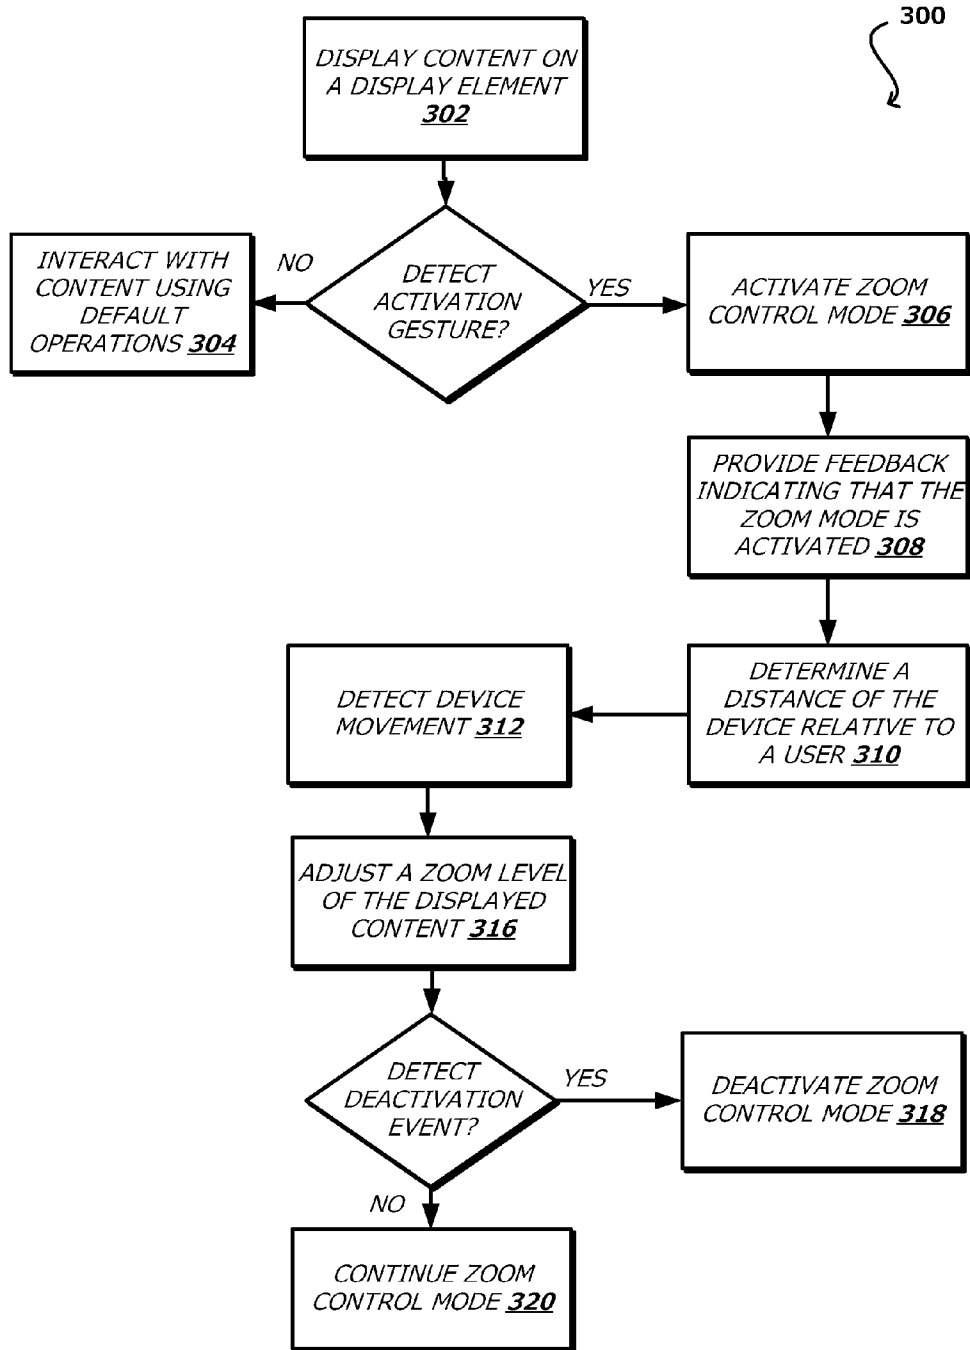 300
DISPLAY CONTENT ON
A DISPLAY ELEMENT
302
DETECT
ACTIVATION
GESTURE?
NO
INTERACT WITH
CONTENT USING
DEFAULT
OPERATIONS 304
YES
ACTIVATE ZOOM
CONTROL MODE 306
PROVIDE FEEDBACK
INDICATING THAT THE
ZOOM MODE IS
ACTIVATED 308
DETERMINE A
DISTANCE OF THE
DEVICE RELATIVE TO
A USER 310
DETECT DEVICE
MOVEMENT 312
ADJUST A ZOOM LEVEL
OF THE DISPLAYED
CONTENT 316
DETECT
DEACTIVATION
EVENT?
YES
DEACTIVATE ZOOM
CONTROL MODE 318
NO
CONTINUE ZOOM
CONTROL MODE 320